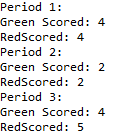 Period 1:
Green Scored: 4
RedScored: 4
Period 2:
Green Scored: 2
RedScored: 2
Period 3:
Green Scored: 4
RedScored: 5